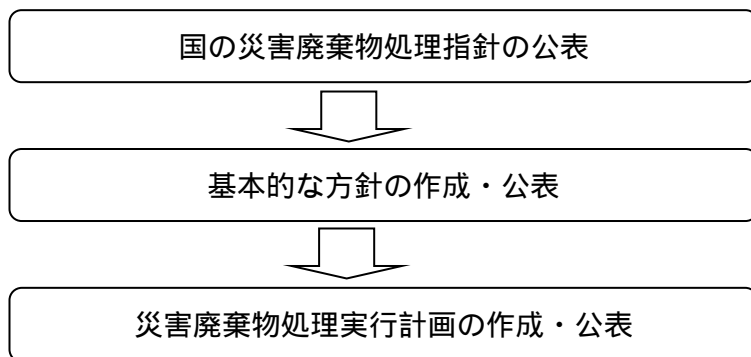 国の災害廃棄物処理指針の公表
基本的な方針の作成・公表
災害廃棄物処理実行計画の作成・公表